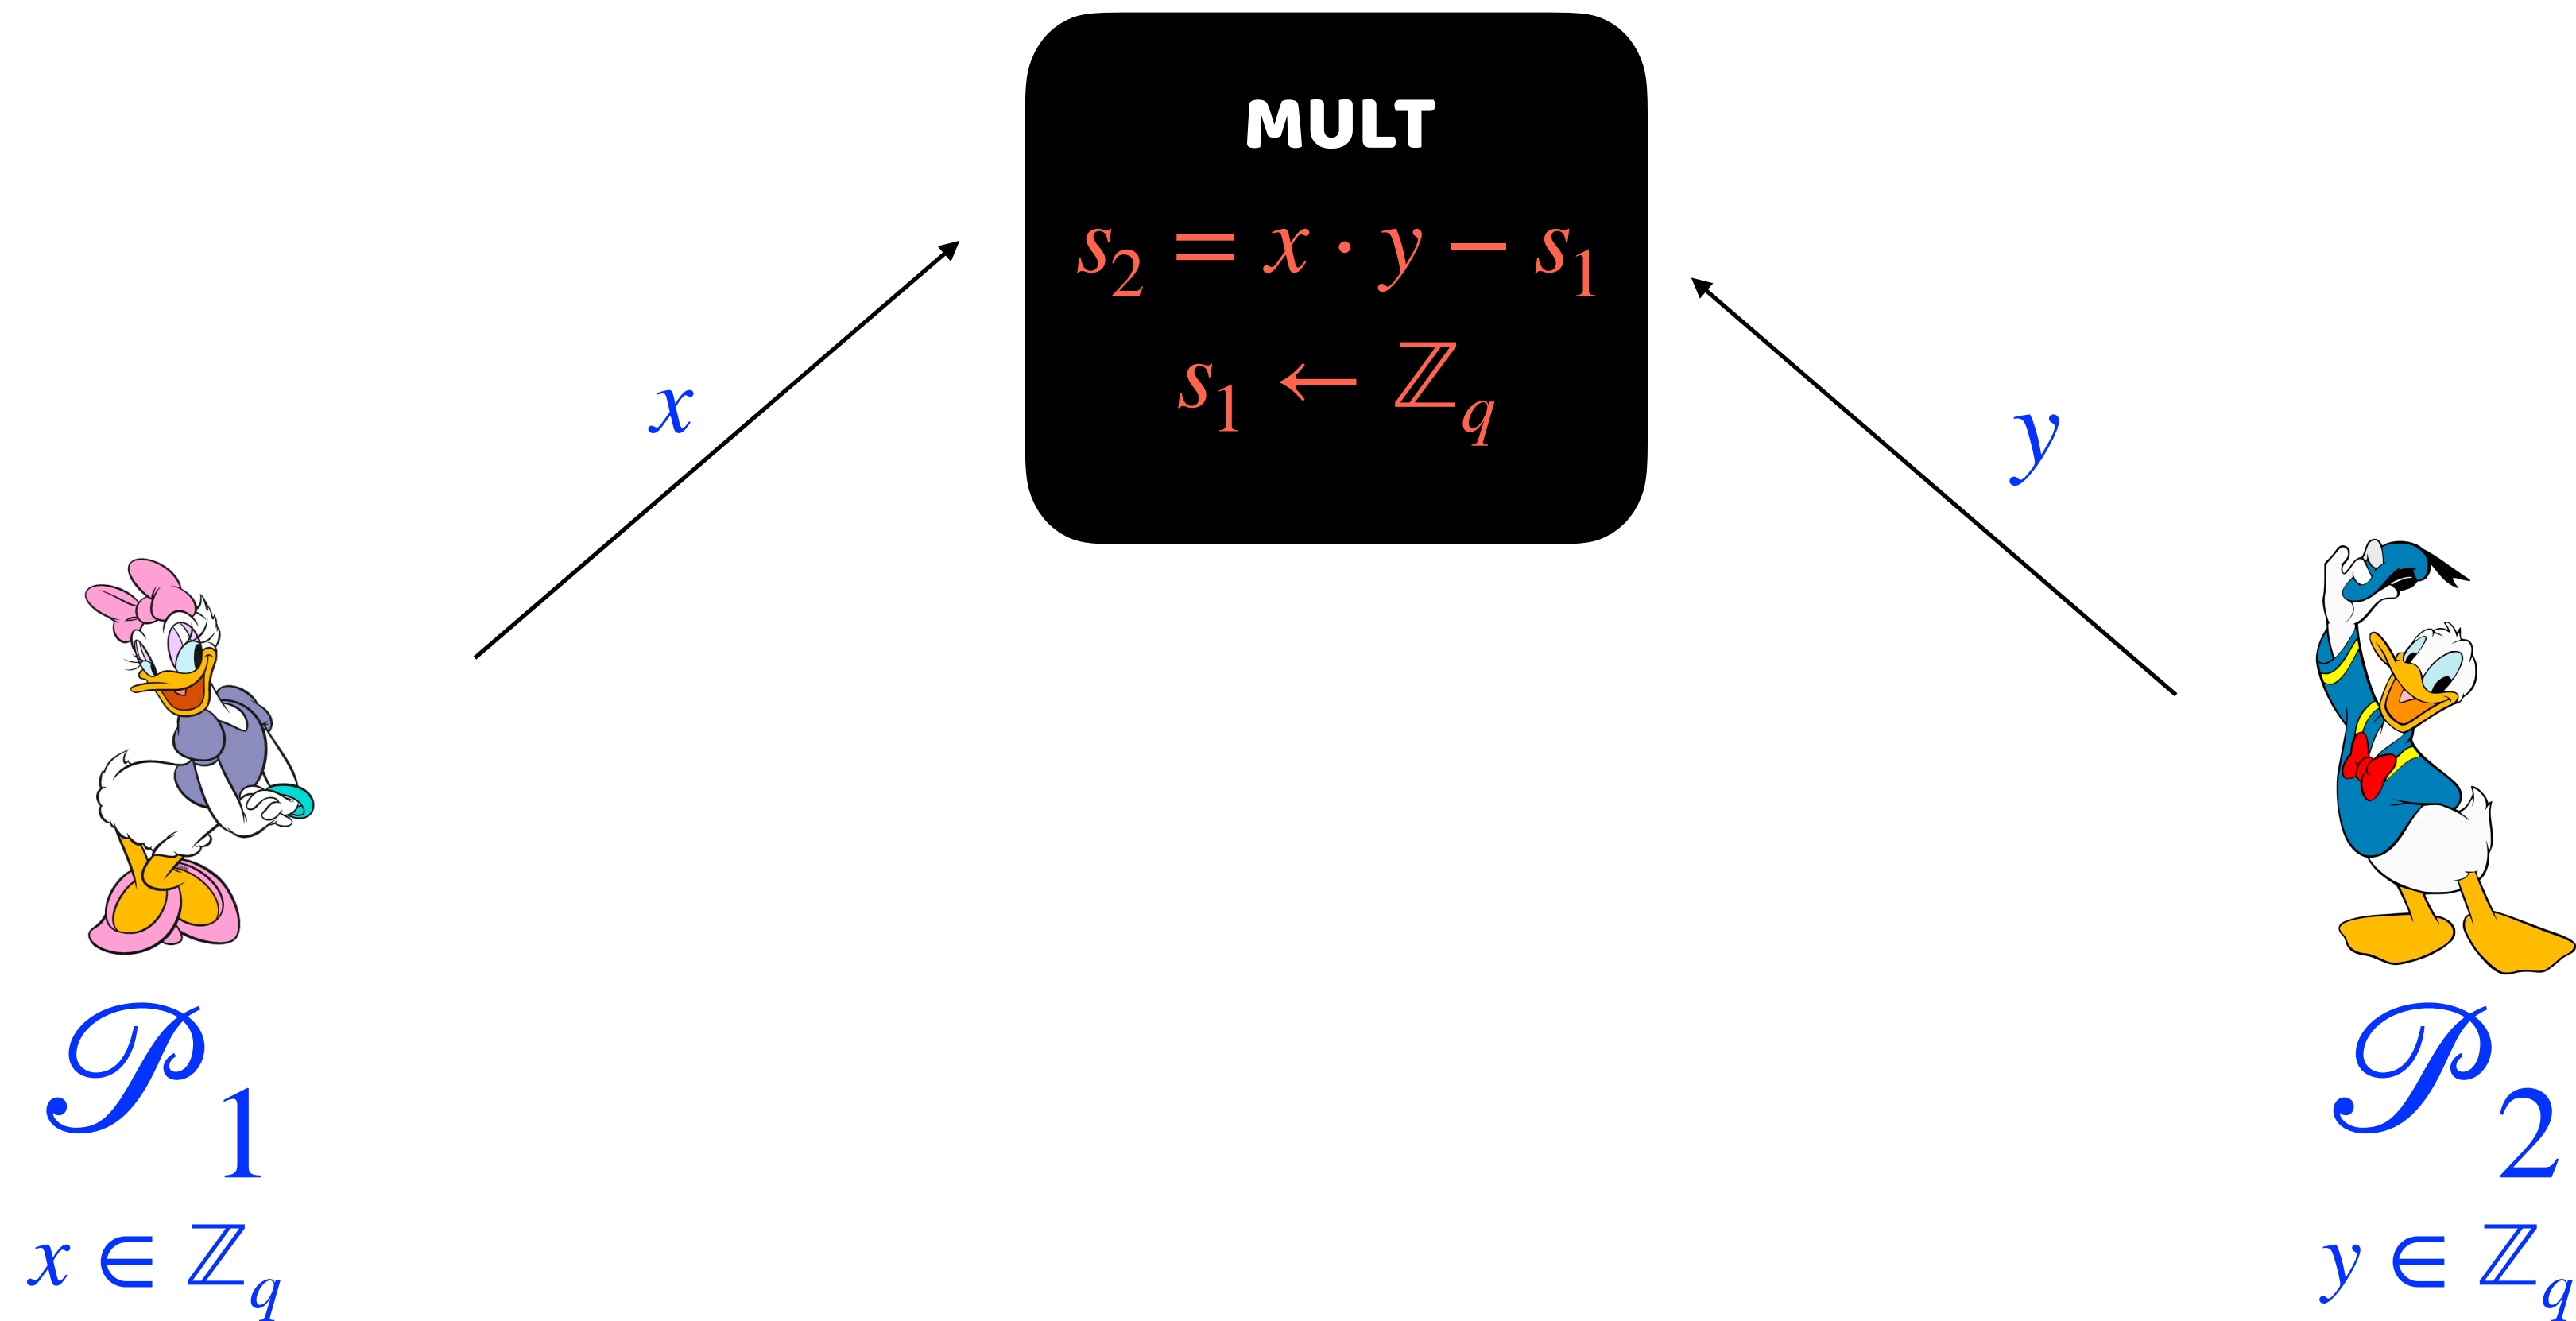 MULT
s₂ = x · y − s₁
s₁ ← ℤ_q
x
y
𝒫₁
𝒫₂
x ∈ ℤ_q
y ∈ ℤ_q